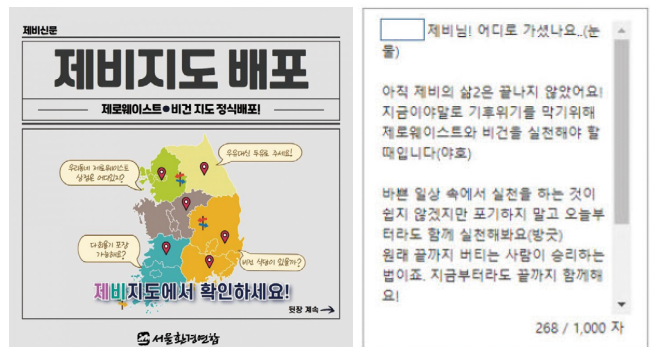 제비신문
제비지도 배포
제로웨이스트●비건 지도 정식배포!
우리동네 제로웨이스트
상점은 어디있지?
우유대신 두유로 주세요!
다회용기 포장
가능해요?
비건 식당이 있을까?
제비지도에서 확인하세요!
뒷장 계속 →
서울환경연합
제비님! 어디로 가셨나요..(눈
물)
아직 제비의 삶2은 끝나지 않았어요!
지금이야말로 기후위기를 막기위해
제로웨이스트와 비건을 실천해야 할
때입니다(야호)
바쁜 일상 속에서 실천을 하는 것이
쉽지 않겠지만 포기하지 말고 오늘부
터라도 함께 실천해봐요(방긋)
원래 끝까지 버티는 사람이 승리하는
법이죠. 지금부터라도 끝까지 함께해
요!
268 / 1,000 자